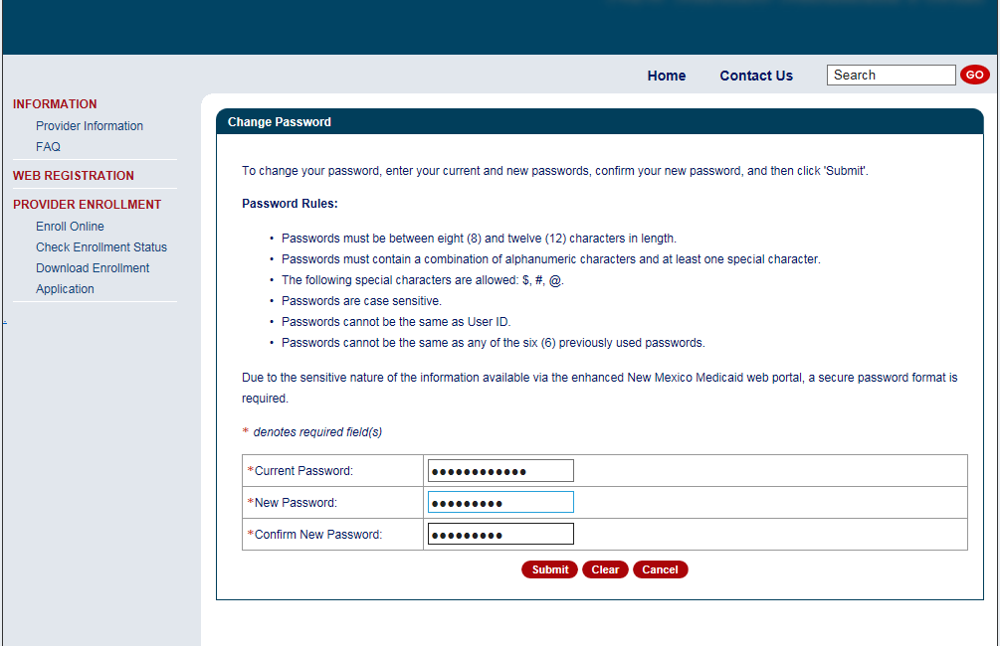 Home Contact Us Search GO
INFORMATION
Provider Information
FAQ
WEB REGISTRATION
PROVIDER ENROLLMENT
Enroll Online
Check Enrollment Status
Download Enrollment
Application
Change Password
To change your password, enter your current and new passwords, confirm your new password, and then click 'Submit'.
Password Rules:
• Passwords must be between eight (8) and twelve (12) characters in length.
• Passwords must contain a combination of alphanumeric characters and at least one special character.
• The following special characters are allowed: $, #, @.
• Passwords are case sensitive.
• Passwords cannot be the same as User ID.
• Passwords cannot be the same as any of the six (6) previously used passwords.
Due to the sensitive nature of the information available via the enhanced New Mexico Medicaid web portal, a secure password format is
required.
* denotes required field(s)
*Current Password: ●●●●●●●●●●●●
*New Password: ●●●●●●●●●
*Confirm New Password: ●●●●●●●●●
Submit Clear Cancel